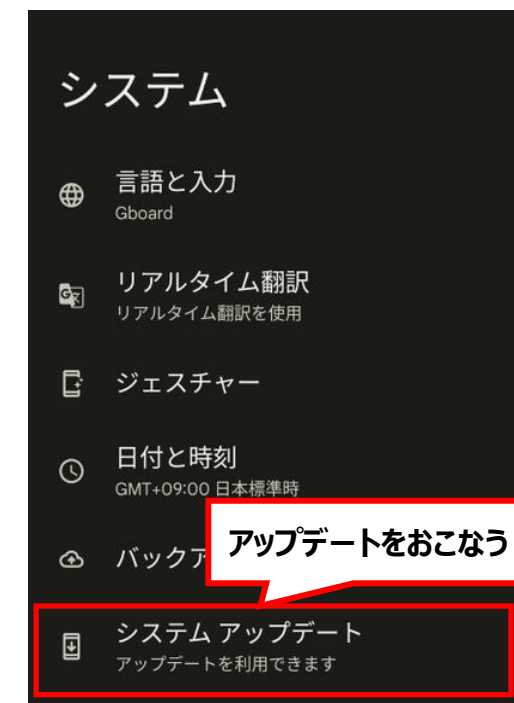 システム
言語と入力
Gboard
リアルタイム翻訳
リアルタイム翻訳を使用
ジェスチャー
日付と時刻
GMT+09:00 日本標準時
バックア
アップデートをおこなう
システム アップデート
アップデートを利用できます